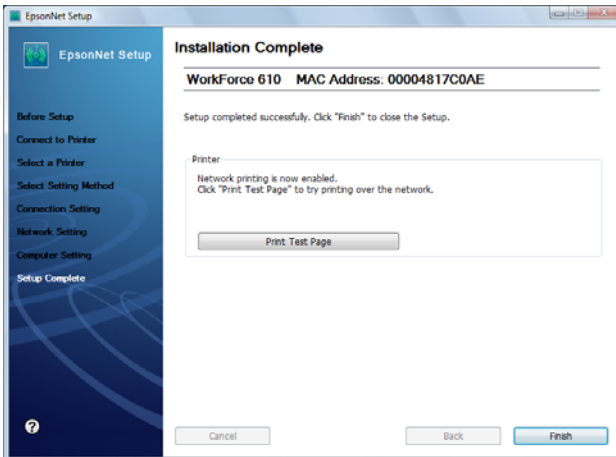 EpsonNet Setup
EpsonNet Setup
Before Setup
Connect to Printer
Select a Printer
Select Setting Method
Connection Setting
Network Setting
Computer Setting
Setup Complete
Installation Complete
WorkForce 610 MAC Address: 00004817C0AE
Setup completed successfully. Click "Finish" to close the Setup.
Printer
Network printing is now enabled.
Click "Print Test Page" to try printing over the network.
Print Test Page
?
Cancel Back Finish